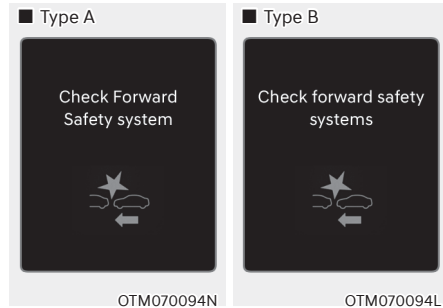 ■ Type A
Check Forward
Safety system
OTM070094N
■ Type B
Check forward safety
systems
OTM070094L